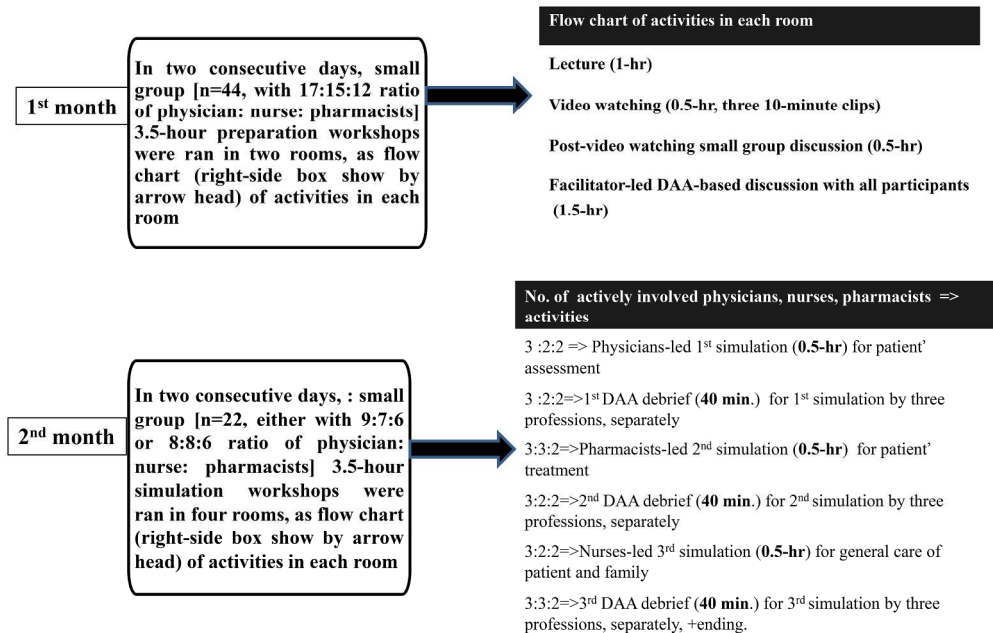 1st month
In two consecutive days, small
group [n=44, with 17:15:12 ratio
of physician: nurse: pharmacists]
3.5-hour preparation workshops
were ran in two rooms, as flow
chart (right-side box show by
arrow head) of activities in each
room
Flow chart of activities in each room
Lecture (1-hr)
Video watching (0.5-hr, three 10-minute clips)
Post-video watching small group discussion (0.5-hr)
Facilitator-led DAA-based discussion with all participants
(1.5-hr)
2nd month
In two consecutive days, : small
group [n=22, either with 9:7:6
or 8:8:6 ratio of physician:
nurse: pharmacists] 3.5-hour
simulation workshops were
ran in four rooms, as flow chart
(right-side box show by arrow
head) of activities in each room
No. of actively involved physicians, nurses, pharmacists =>
activities
3 :2:2 => Physicians-led 1st simulation (0.5-hr) for patient'
assessment
3 :2:2=>1st DAA debrief (40 min.) for 1st simulation by three
professions, separately
3:3:2=>Pharmacists-led 2nd simulation (0.5-hr) for patient'
treatment
3:2:2=>2nd DAA debrief (40 min.) for 2nd simulation by three
professions, separately
3:2:2=>Nurses-led 3rd simulation (0.5-hr) for general care of
patient and family
3:3:2=>3rd DAA debrief (40 min.) for 3rd simulation by three
professions, separately, +ending.